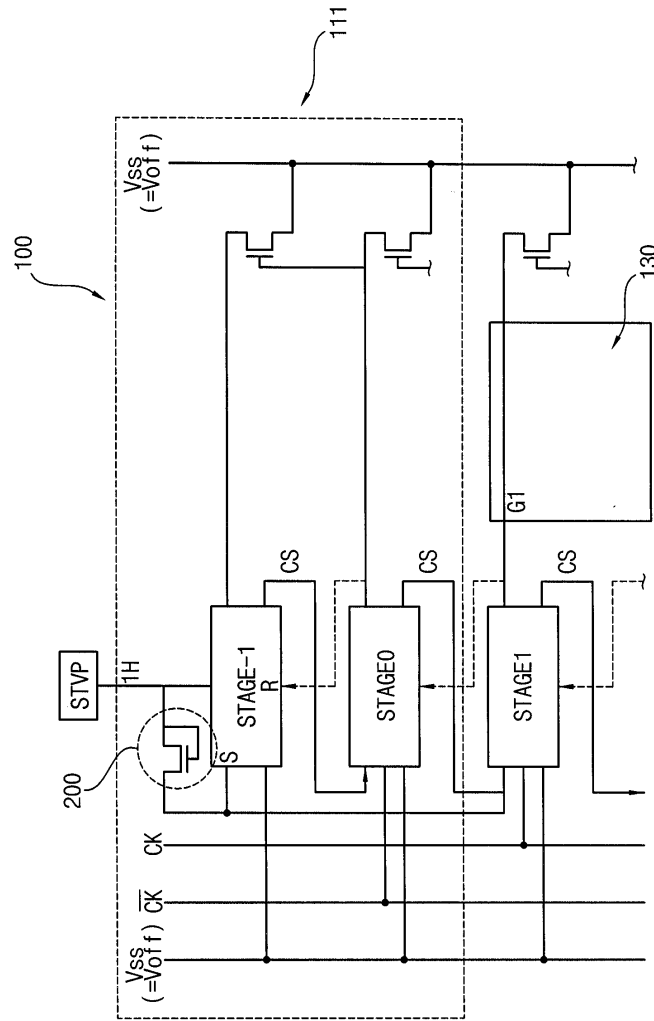 100
111
Vss
(=Voff)
STVP
1H
200
S
STAGE-1
R
CS
CK
CK
Vss
(=Voff)
STAGE0
CS
STAGE1
CS
G1
130